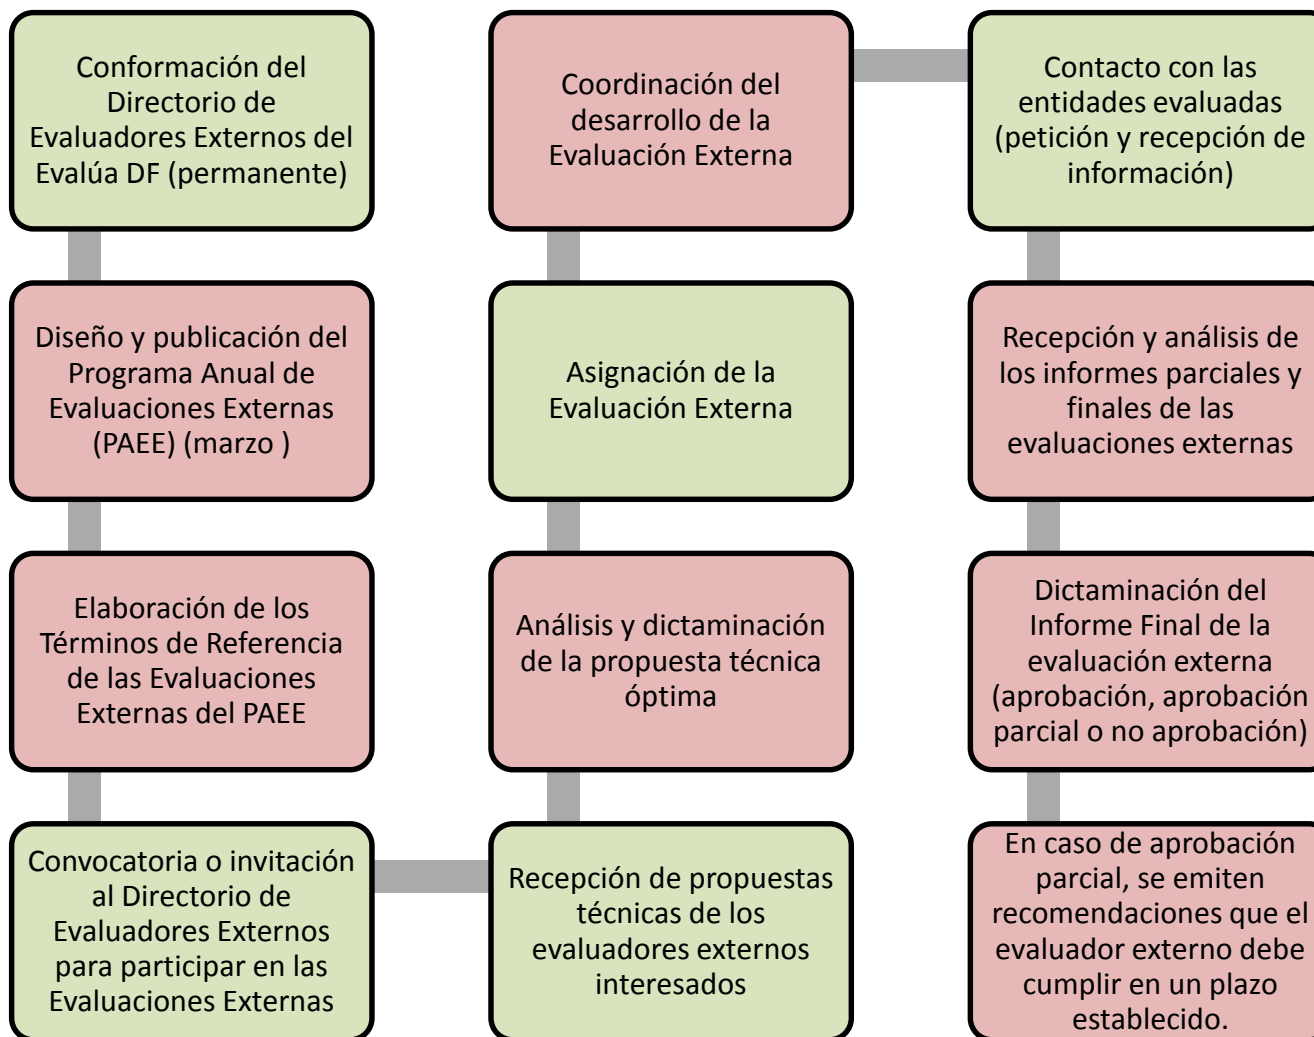 Conformación del
Directorio de
Evaluadores Externos del
Evalúa DF (permanente)
Diseño y publicación del
Programa Anual de
Evaluaciones Externas
(PAEE) (marzo )
Elaboración de los
Términos de Referencia
de las Evaluaciones
Externas del PAEE
Convocatoria o invitación
al Directorio de
Evaluadores Externos
para participar en las
Evaluaciones Externas
Recepción de propuestas
técnicas de los
evaluadores externos
interesados
Análisis y dictaminación
de la propuesta técnica
óptima
Asignación de la
Evaluación Externa
Coordinación del
desarrollo de la
Evaluación Externa
Contacto con las
entidades evaluadas
(petición y recepción de
información)
Recepción y análisis de
los informes parciales y
finales de las
evaluaciones externas
Dictaminación del
Informe Final de la
evaluación externa
(aprobación, aprobación
parcial o no aprobación)
En caso de aprobación
parcial, se emiten
recomendaciones que el
evaluador externo debe
cumplir en un plazo
establecido.